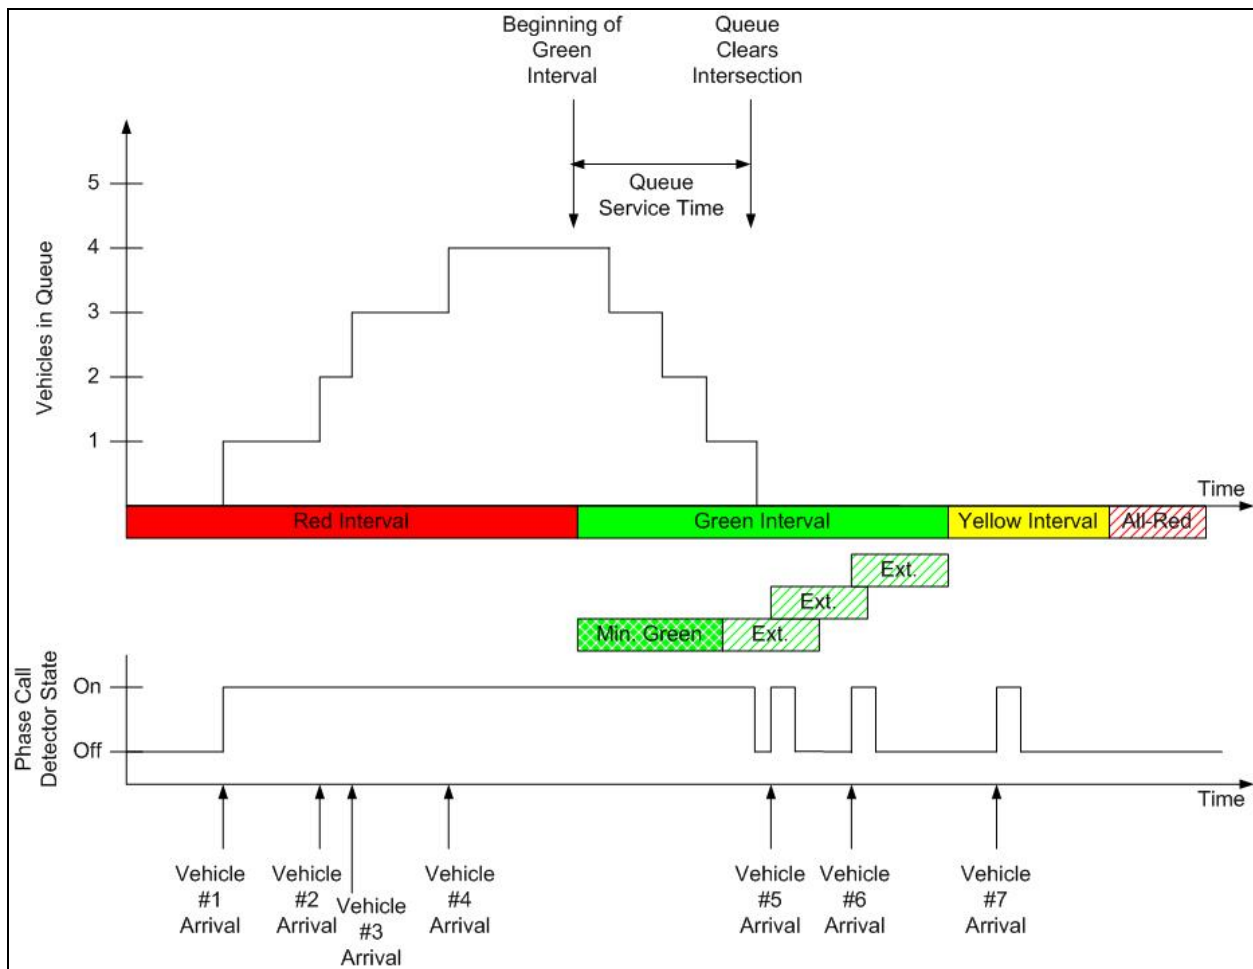 Beginning of
Green
Interval
Queue
Clears
Intersection
Queue
Service Time
Vehicles in Queue
5
4
3
2
1
Time
Red Interval
Green Interval
Yellow Interval
All-Red
Ext.
Ext.
Min. Green
Ext.
Phase Call
Detector State
On
Off
Time
Vehicle
#1
Arrival
Vehicle
#2
Arrival
Vehicle
#3
Arrival
Vehicle
#4
Arrival
Vehicle
#5
Arrival
Vehicle
#6
Arrival
Vehicle
#7
Arrival